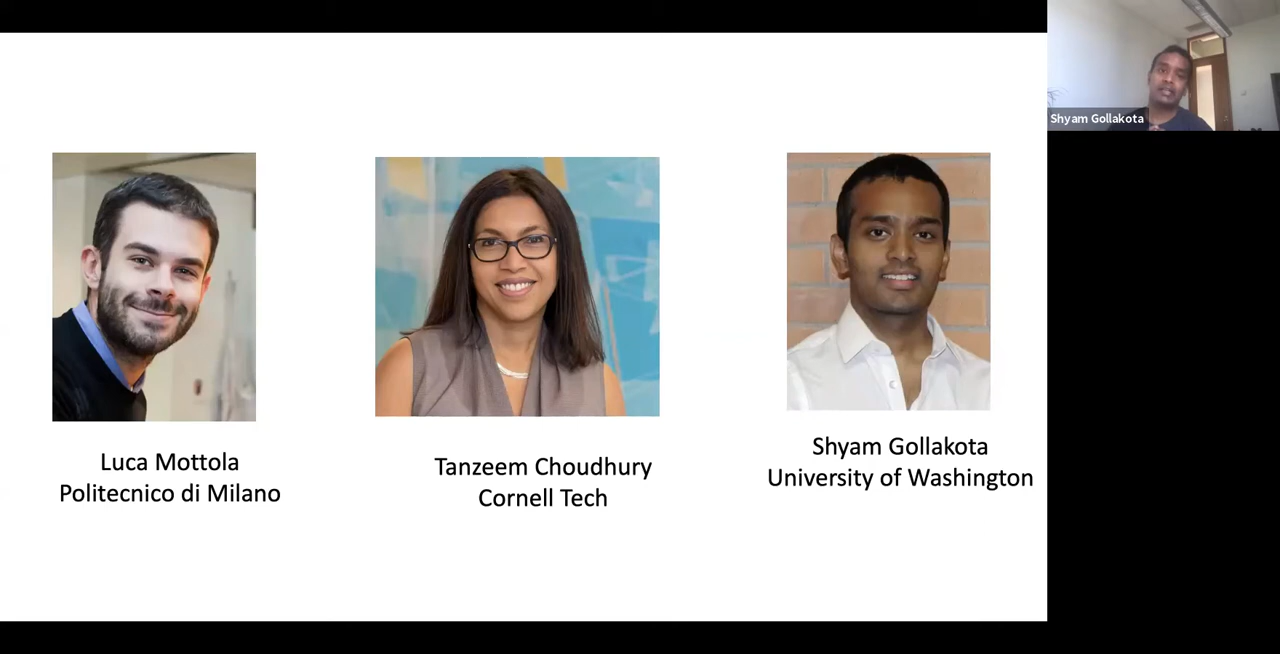 Shyam Gollakota
Luca Mottola
Politecnico di Milano
Tanzeem Choudhury
Cornell Tech
Shyam Gollakota
University of Washington